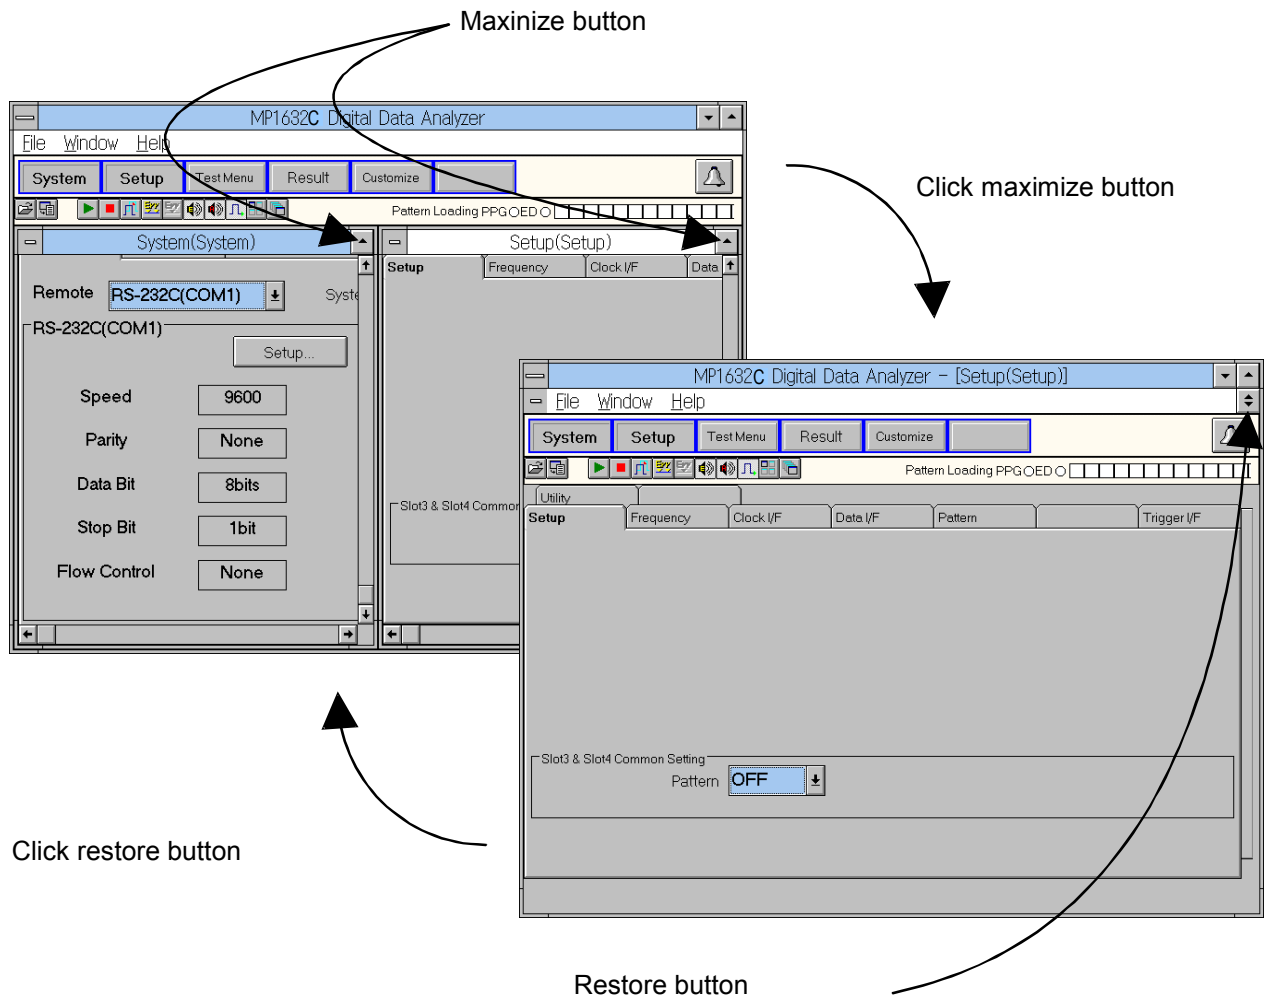 Maxinize button
MP1632C Digital Data Analyzer
File Window Help
System Setup Test Menu Result Customize
Pattern Loading PPG ED
System(System)
Remote RS-232C(COM1) Syste
RS-232C(COM1)
Setup...
Speed 9600
Parity None
Data Bit 8bits
Stop Bit 1bit
Flow Control None
Setup(Setup)
Setup Frequency Clock I/F Data
Slot3 & Slot4 Common
Click maximize button
MP1632C Digital Data Analyzer - [Setup(Setup)]
File Window Help
System Setup Test Menu Result Customize
Pattern Loading PPG ED
Utility
Setup Frequency Clock I/F Data I/F Pattern Trigger I/F
Slot3 & Slot4 Common Setting
Pattern OFF
Click restore button
Restore button